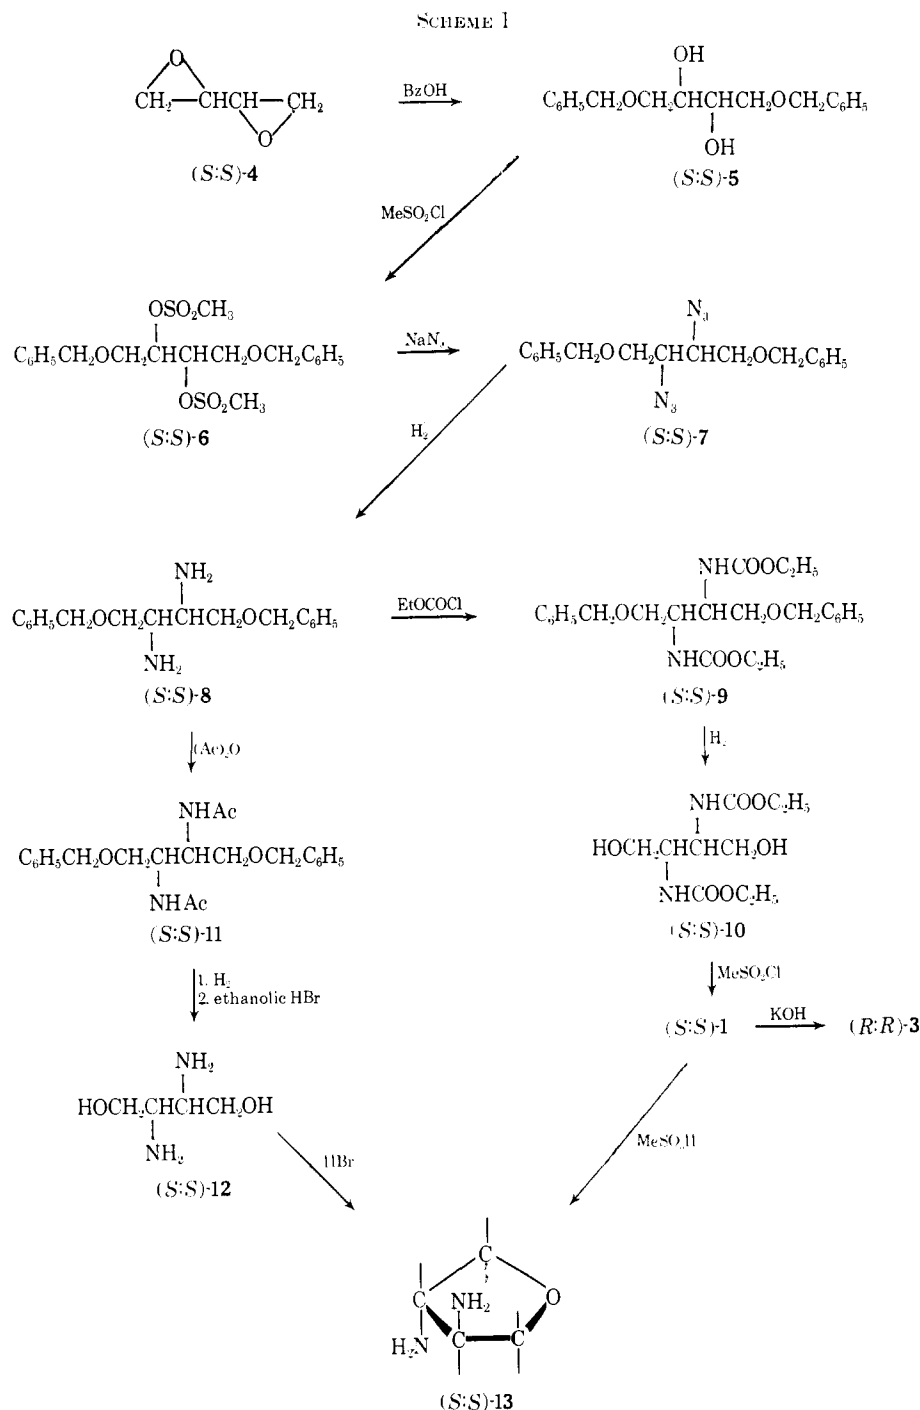 SCHEME I
O
CH₂—CHCH—CH₂
O
(S:S)-4
BzOH
OH
C₆H₅CH₂OCH₂CHCHCH₂OCH₂C₆H₅
OH
(S:S)-5
MeSO₂Cl
OSO₂CH₃
C₆H₅CH₂OCH₂CHCHCH₂OCH₂C₆H₅
OSO₂CH₃
(S:S)-6
NaN₃
N₃
C₆H₅CH₂OCH₂CHCHCH₂OCH₂C₆H₅
N₃
(S:S)-7
H₂
NH₂
C₆H₅CH₂OCH₂CHCHCH₂OCH₂C₆H₅
NH₂
(S:S)-8
EtOCOCl
NHCOOC₂H₅
C₆H₅CH₂OCH₂CHCHCH₂OCH₂C₆H₅
NHCOOC₂H₅
(S:S)-9
(Ac)₂O
H₂
NHAc
C₆H₅CH₂OCH₂CHCHCH₂OCH₂C₆H₅
NHAc
(S:S)-11
NHCOOC₂H₅
HOCH₂CHCHCH₂OH
NHCOOC₂H₅
(S:S)-10
1. H₂
2. ethanolic HBr
MeSO₂Cl
(S:S)-1
KOH
(R:R)-3
NH₂
HOCH₂CHCHCH₂OH
NH₂
(S:S)-12
HBr
MeSO₃H
C
C
NH₂
O
H₂N
C
C
(S:S)-13